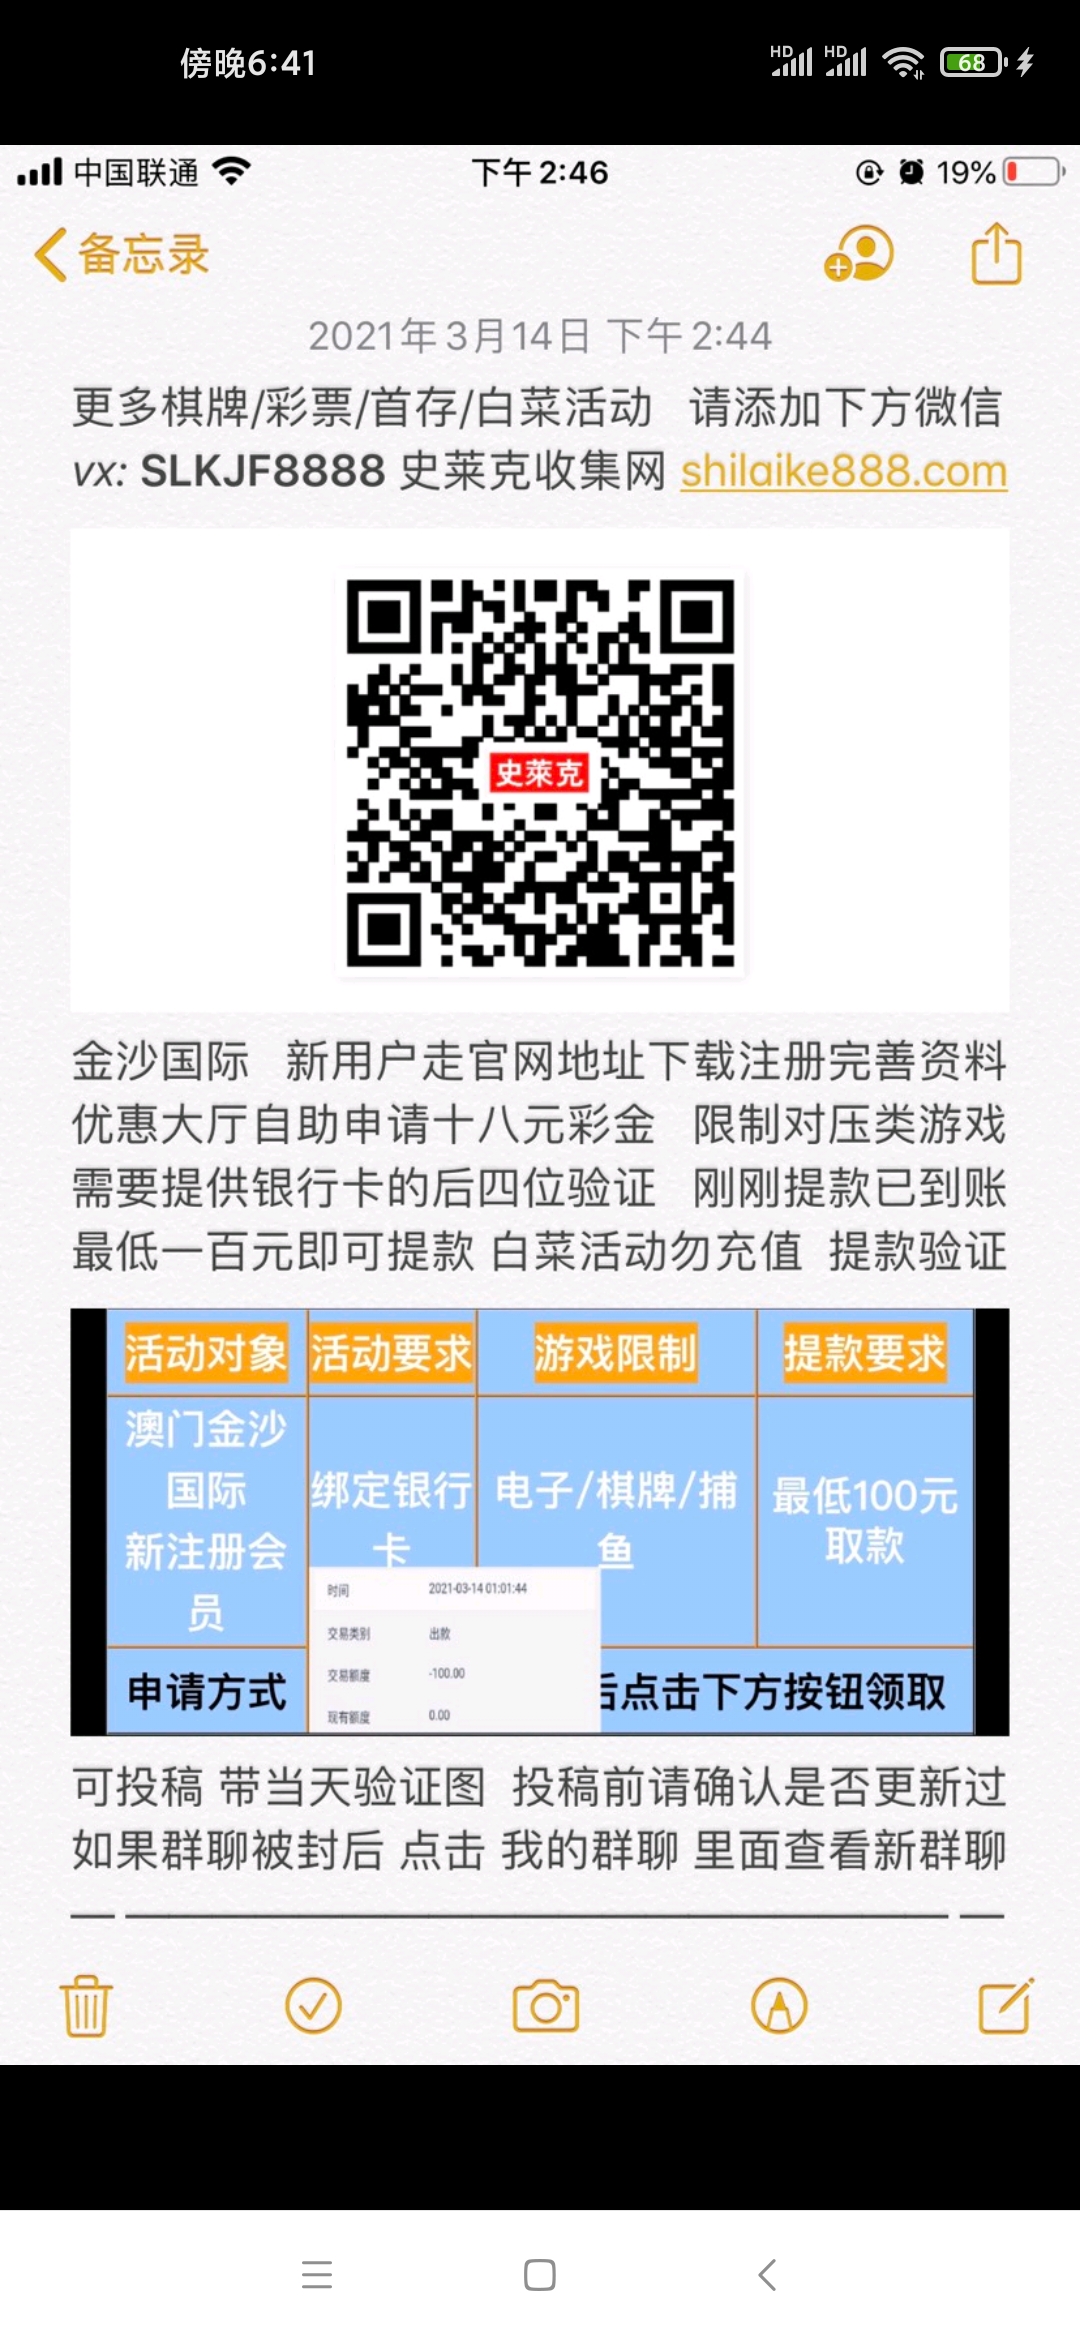 傍晚6:41
HD HD 68
中国联通 下午 2:46 19%
备忘录
2021年3月14日 下午2:44
更多棋牌/彩票/首存/白菜活动 请添加下方微信
vx: SLKJF8888 史莱克收集网 shilaike888.com
史莱克
金沙国际 新用户走官网地址下载注册完善资料
优惠大厅自助申请十八元彩金 限制对压类游戏
需要提供银行卡的后四位验证 刚刚提款已到账
最低一百元即可提款 白菜活动勿充值 提款验证
活动对象 活动要求 游戏限制 提款要求
澳门金沙
国际
新注册会
员
绑定银行
卡
电子/棋牌/捕
鱼
最低100元
取款
时间 2021-03-14 01:01:44
交易类别 出款
交易额度 -100.00
现有额度 0.00
申请方式 后点击下方按钮领取
可投稿 带当天验证图 投稿前请确认是否更新过
如果群聊被封后 点击 我的群聊 里面查看新群聊